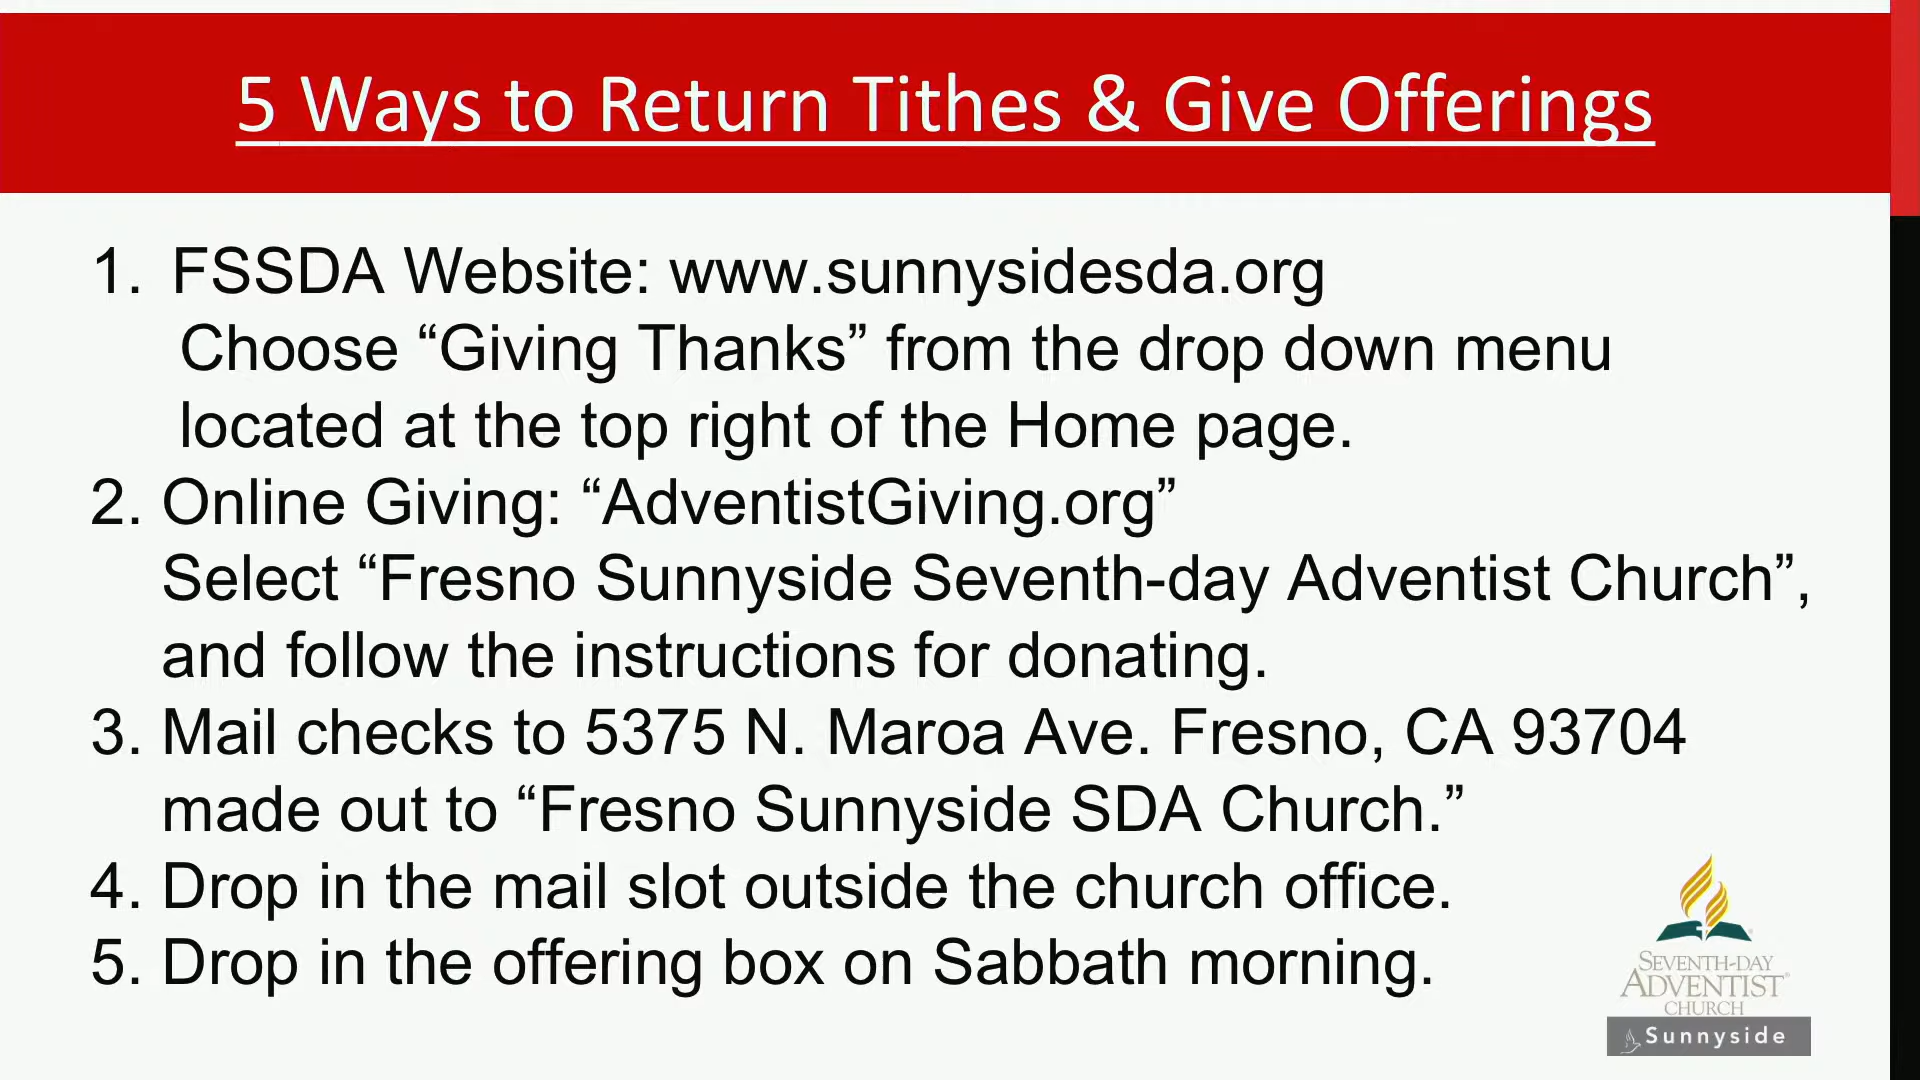 5 Ways to Return Tithes & Give Offerings
1. FSSDA Website: www.sunnysidesda.org
Choose “Giving Thanks” from the drop down menu
located at the top right of the Home page.
2. Online Giving: “AdventistGiving.org”
Select “Fresno Sunnyside Seventh-day Adventist Church”,
and follow the instructions for donating.
3. Mail checks to 5375 N. Maroa Ave. Fresno, CA 93704
made out to “Fresno Sunnyside SDA Church.”
4. Drop in the mail slot outside the church office.
5. Drop in the offering box on Sabbath morning.
SEVENTH-DAY
ADVENTIST®
CHURCH
Sunnyside